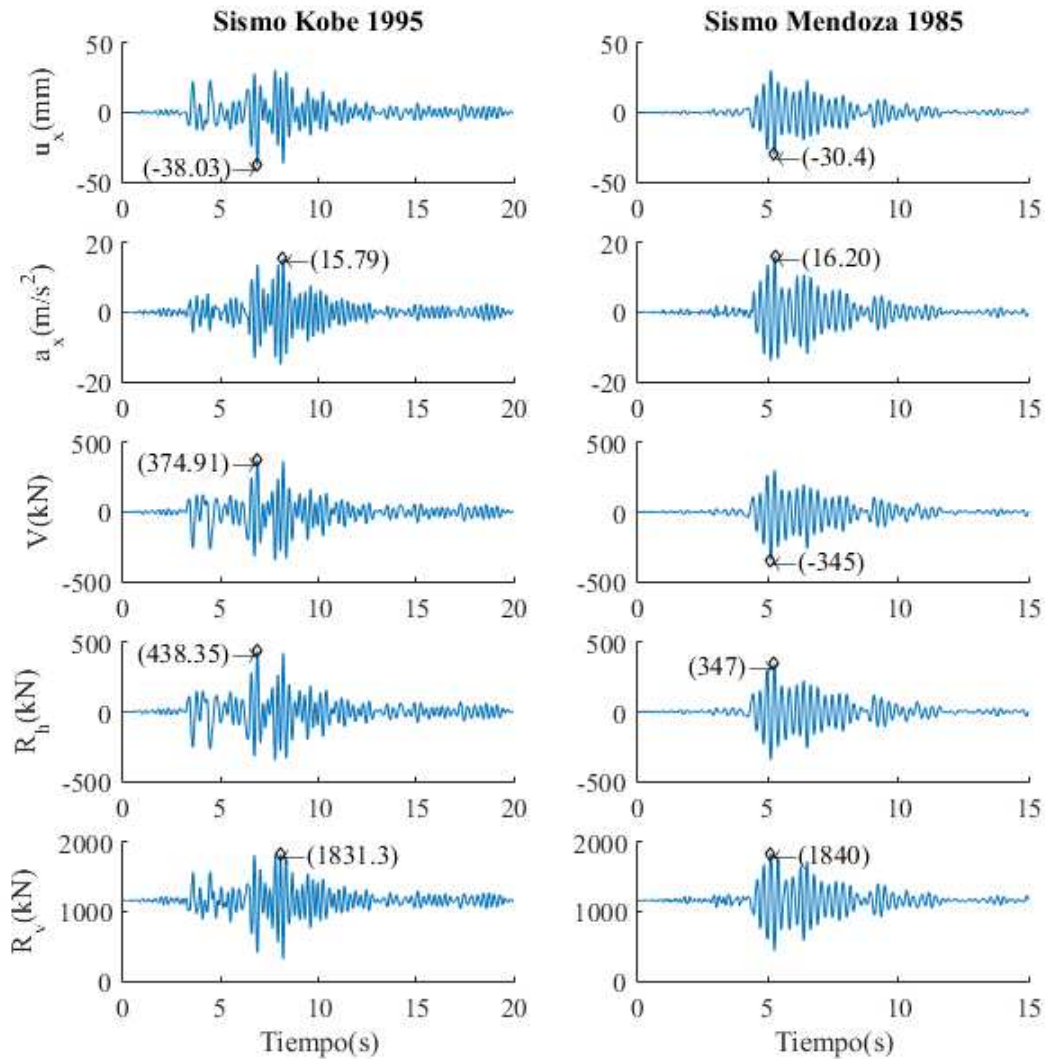 Sismo Kobe 1995
Sismo Mendoza 1985
u_x(mm)
50
0
-50
(-38.03)
0 5 10 15 20
50
0
-50
(-30.4)
0 5 10 15
a_x(m/s²)
20
0
-20
(15.79)
0 5 10 15 20
20
0
-20
(16.20)
0 5 10 15
V(kN)
500
0
-500
(374.91)
0 5 10 15 20
500
0
-500
(-345)
0 5 10 15
R_h(kN)
500
0
-500
(438.35)
0 5 10 15 20
500
0
-500
(347)
0 5 10 15
R_v(kN)
2000
1000
0
(1831.3)
0 5 10 15 20
Tiempo(s)
2000
1000
0
(1840)
0 5 10 15
Tiempo(s)